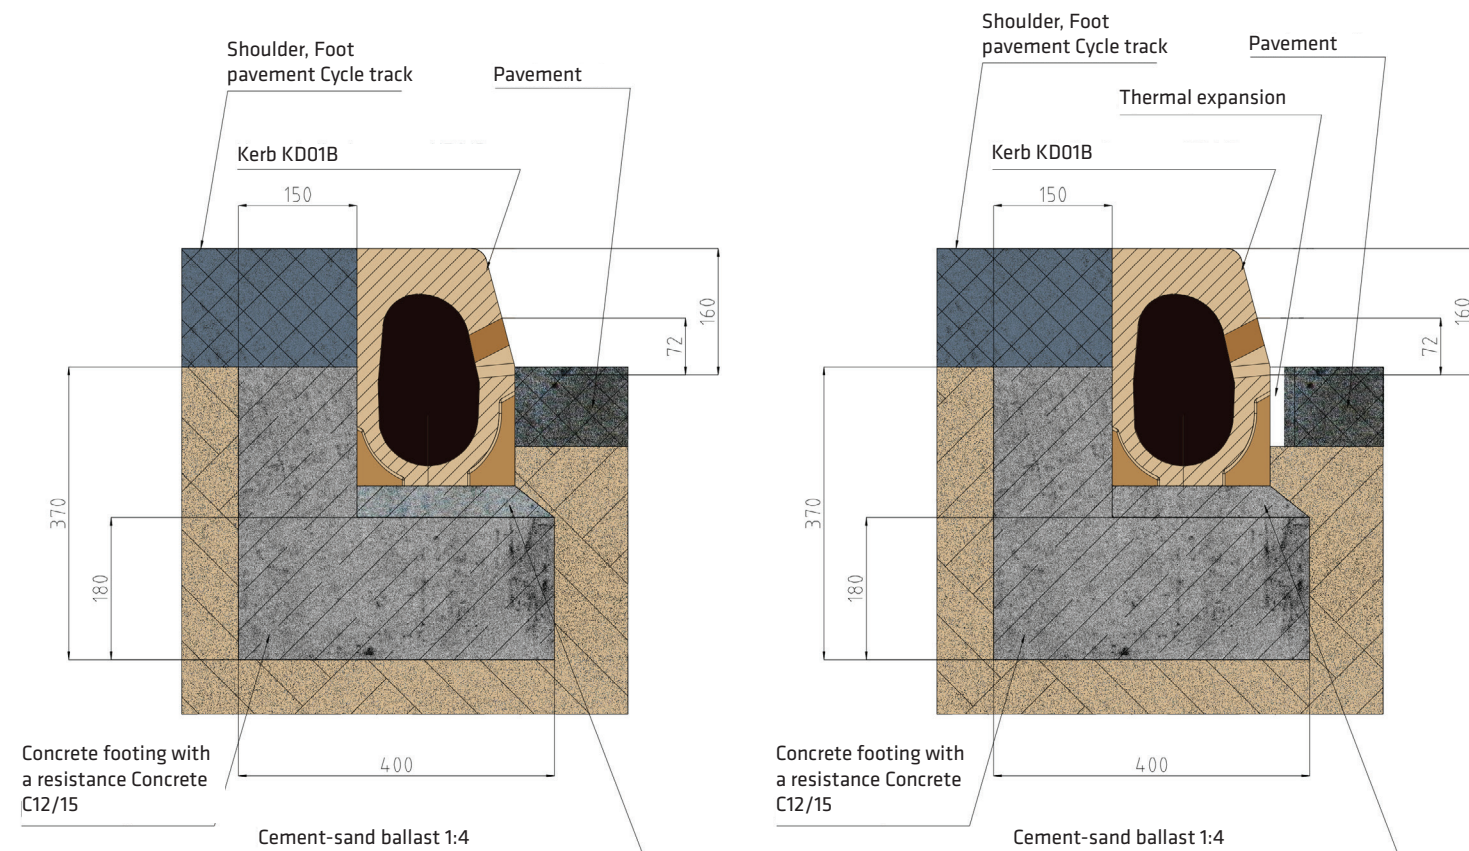 Shoulder, Foot
pavement Cycle track
Pavement
Kerb KD01B
150
160
72
370
180
400
Concrete footing with
a resistance Concrete
C12/15
Cement-sand ballast 1:4
Shoulder, Foot
pavement Cycle track
Pavement
Thermal expansion
Kerb KD01B
150
160
72
370
180
400
Concrete footing with
a resistance Concrete
C12/15
Cement-sand ballast 1:4